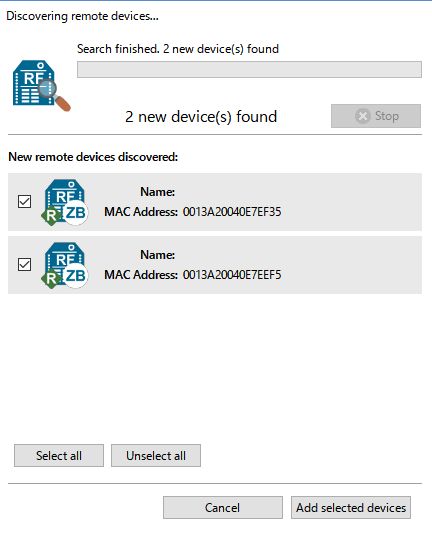 Discovering remote devices...
Search finished. 2 new device(s) found
RF
2 new device(s) found
Stop
New remote devices discovered:
RF
R ZB
Name:
MAC Address: 0013A20040E7EF35
RF
R ZB
Name:
MAC Address: 0013A20040E7EEF5
Select all
Unselect all
Cancel
Add selected devices